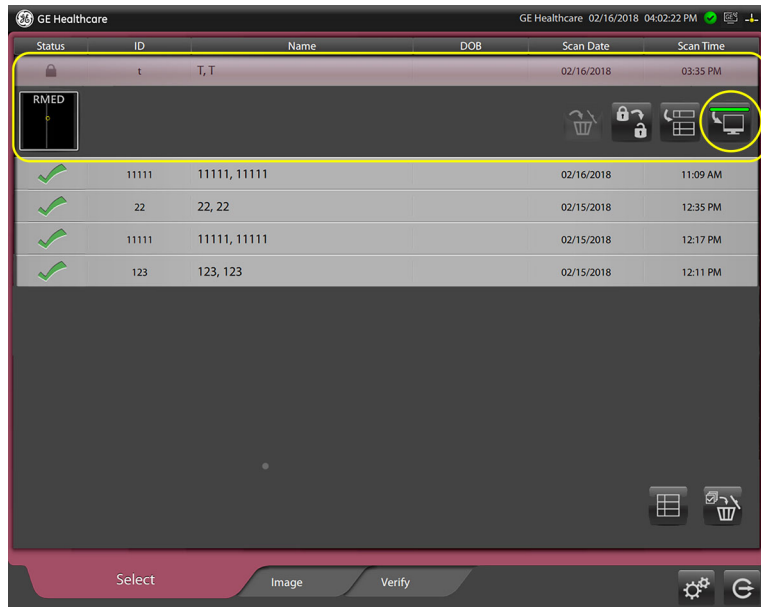 GE Healthcare GE Healthcare 02/16/2018 04:02:22 PM
Status ID Name DOB Scan Date Scan Time
t T, T 02/16/2018 03:35 PM
RMED
11111 11111, 11111 02/16/2018 11:09 AM
22 22, 22 02/15/2018 12:35 PM
11111 11111, 11111 02/15/2018 12:17 PM
123 123, 123 02/15/2018 12:11 PM
Select Image Verify